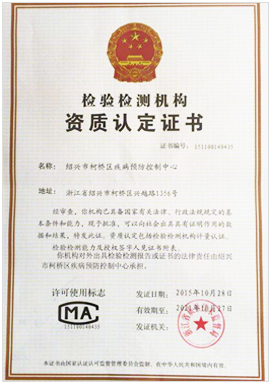 检验检测机构
资质认定证书
证书编号：151100140435
名称：绍兴市柯桥区疾病预防控制中心
地址：浙江省绍兴市柯桥区兴越路1356号
经审查，你机构已具备国家有关法律、行政法规规定的基
本条件和能力，现予批准，可以向社会出具具有证明作用的数
据和结果，特发此证。资质认定包括检验检测机构计量认证。
检验检测能力及授权签字人见证书附表。
你机构对外出具检验检测报告或证书的法律责任由绍兴
市柯桥区疾病预防控制中心承担。
许可使用标志
MA
151100140435
发证日期：2015年10月28日
有效期至：2021年10月27日
发证机关：
本证书由国家认证认可监督管理委员会监制，在中华人民共和国境内有效。